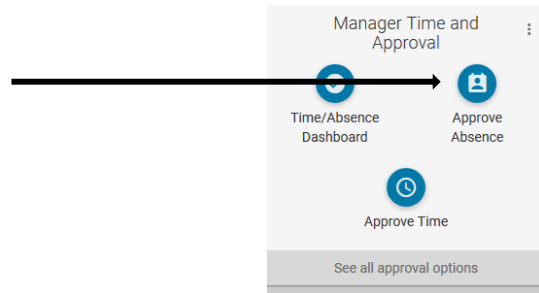 Manager Time and
Approval
Time/Absence
Dashboard
Approve
Absence
Approve Time
See all approval options